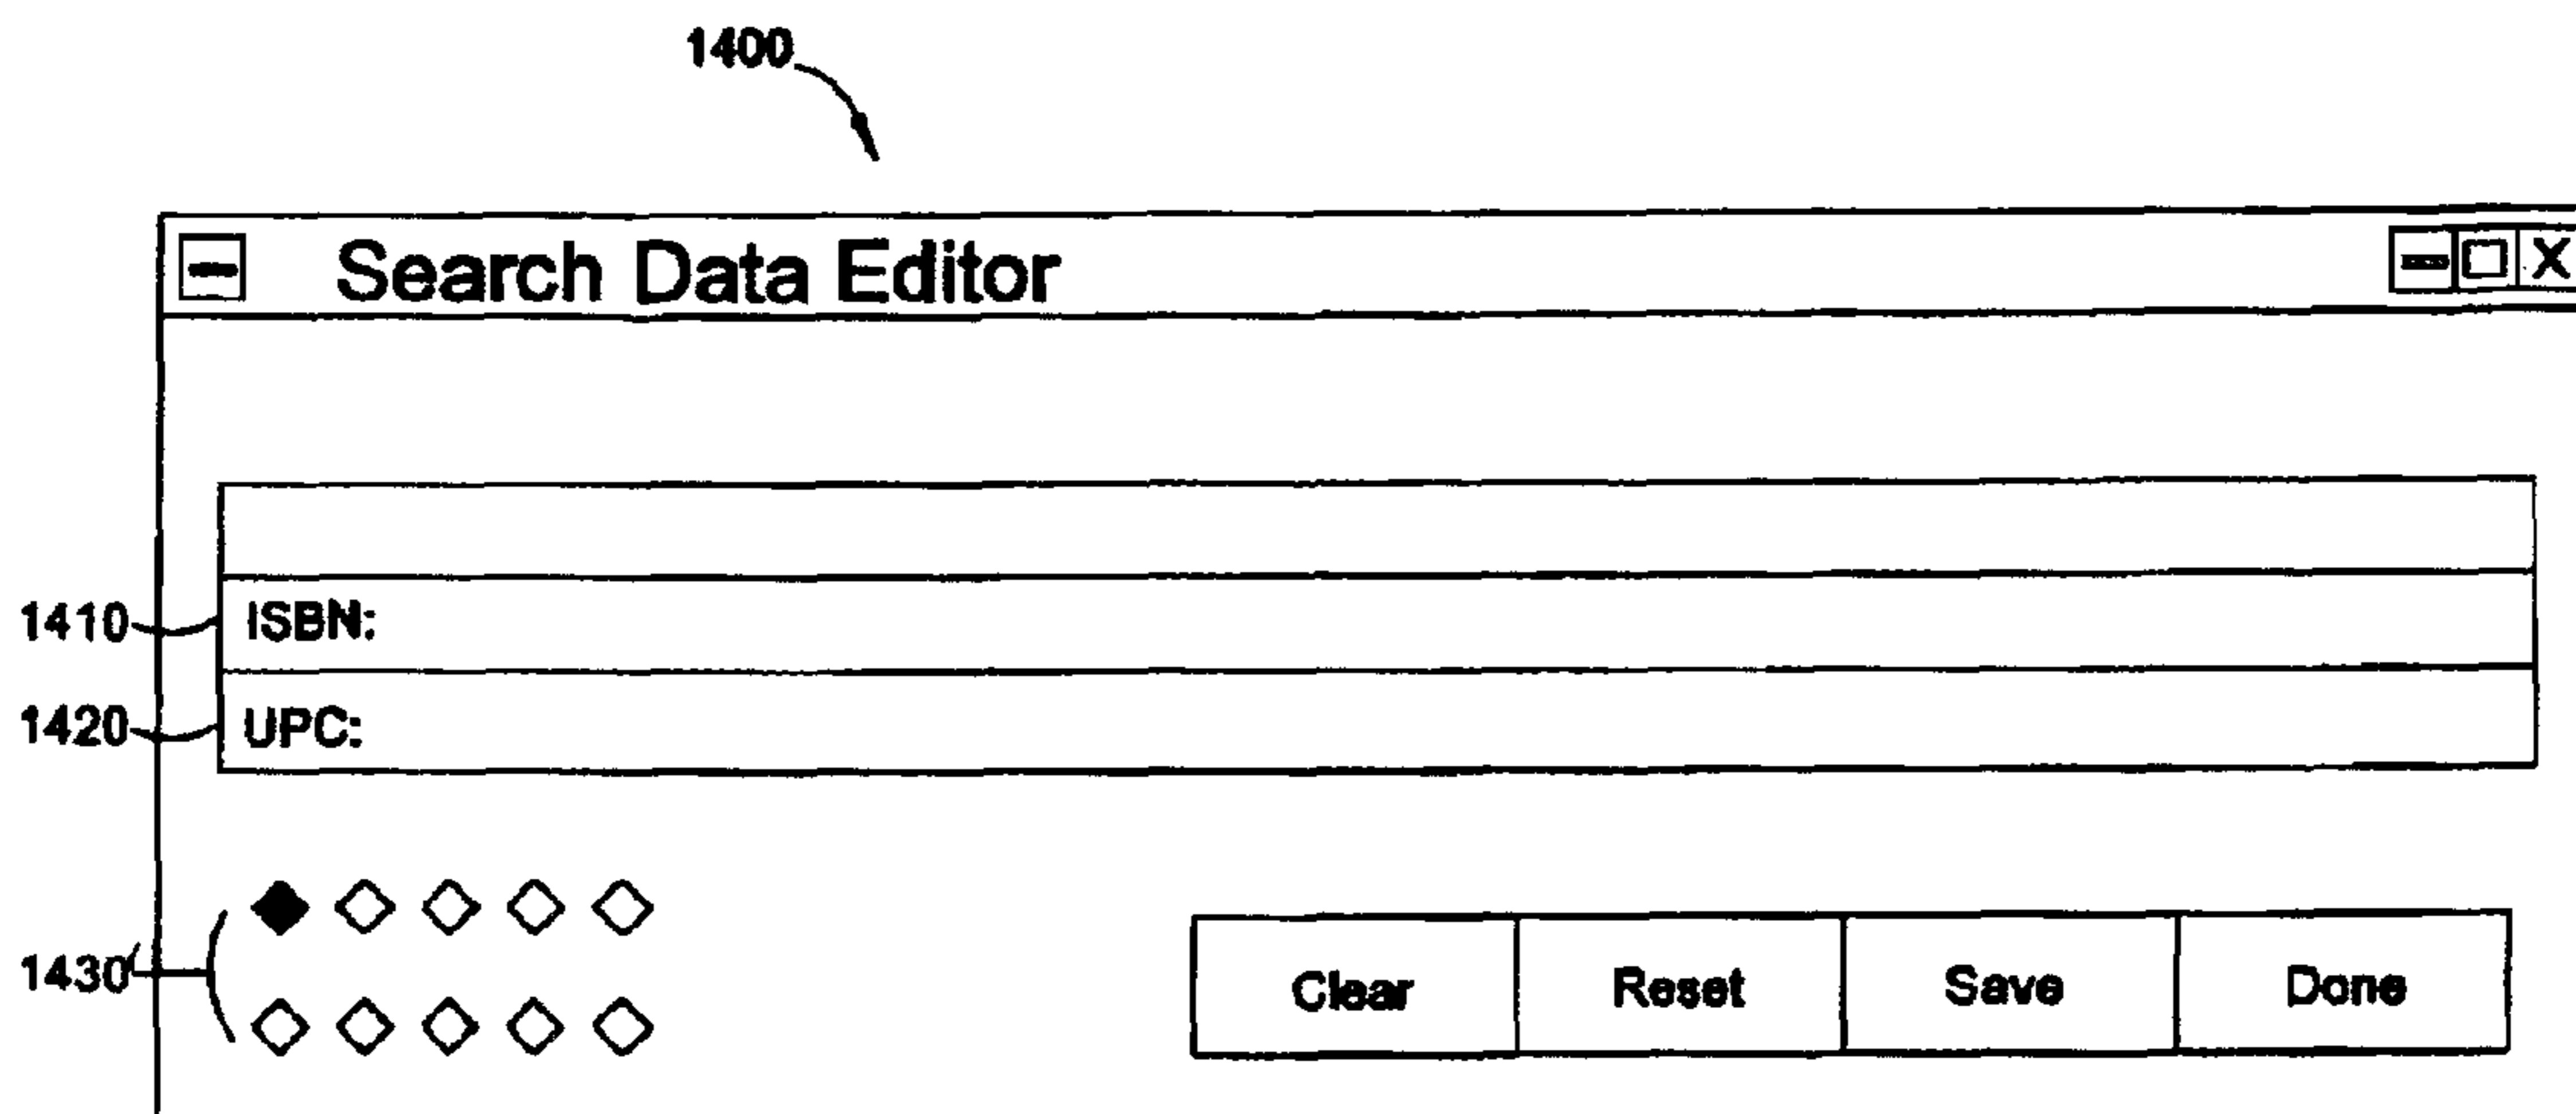 1400
Search Data Editor X
1410 ISBN:
1420 UPC:
1430
Clear Reset Save Done